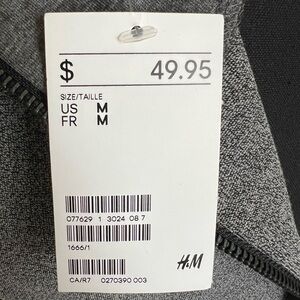 $ 49.95
SIZE/TAILLE
US M
FR M
077629 1 3024 08 7
1666/1
H&M
CA/R7 0270390 003